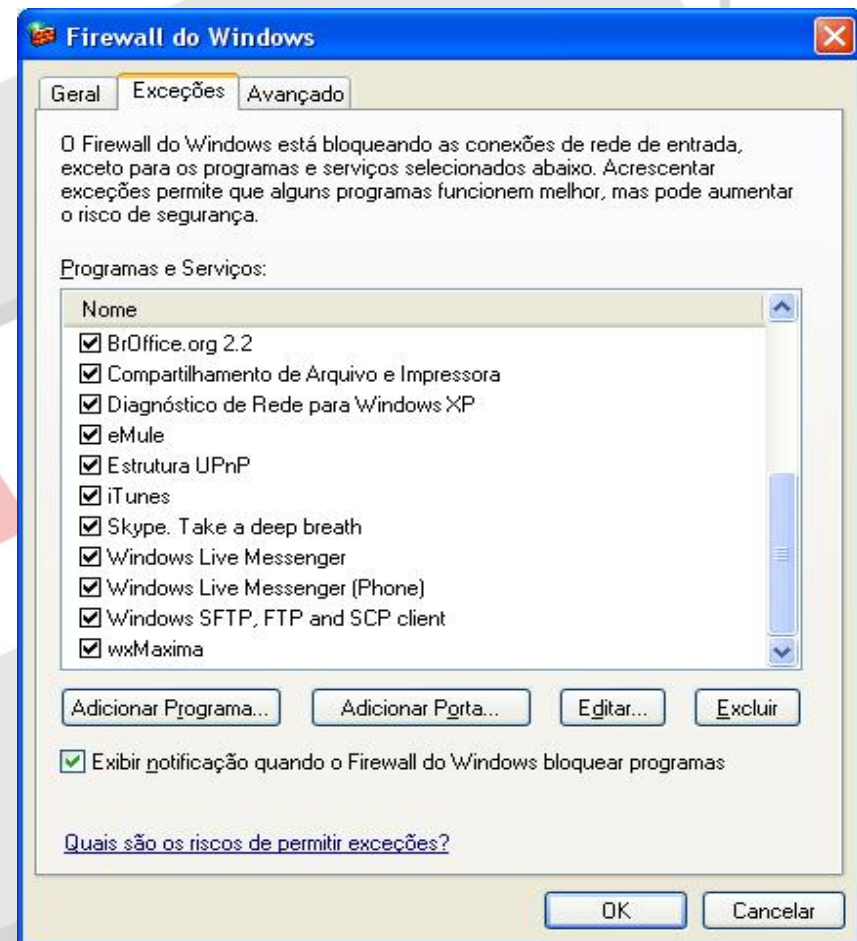 Firewall do Windows
Geral
Exceções
Avançado
O Firewall do Windows está bloqueando as conexões de rede de entrada,
exceto para os programas e serviços selecionados abaixo. Acrescentar
exceções permite que alguns programas funcionem melhor, mas pode aumentar
o risco de segurança.
Programas e Serviços:
Nome
BrOffice.org 2.2
Compartilhamento de Arquivo e Impressora
Diagnóstico de Rede para Windows XP
eMule
Estrutura UPnP
iTunes
Skype. Take a deep breath
Windows Live Messenger
Windows Live Messenger (Phone)
Windows SFTP, FTP and SCP client
wxMaxima
Adicionar Programa...
Adicionar Porta...
Editar...
Excluir
Exibir notificação quando o Firewall do Windows bloquear programas
Quais são os riscos de permitir exceções?
OK
Cancelar